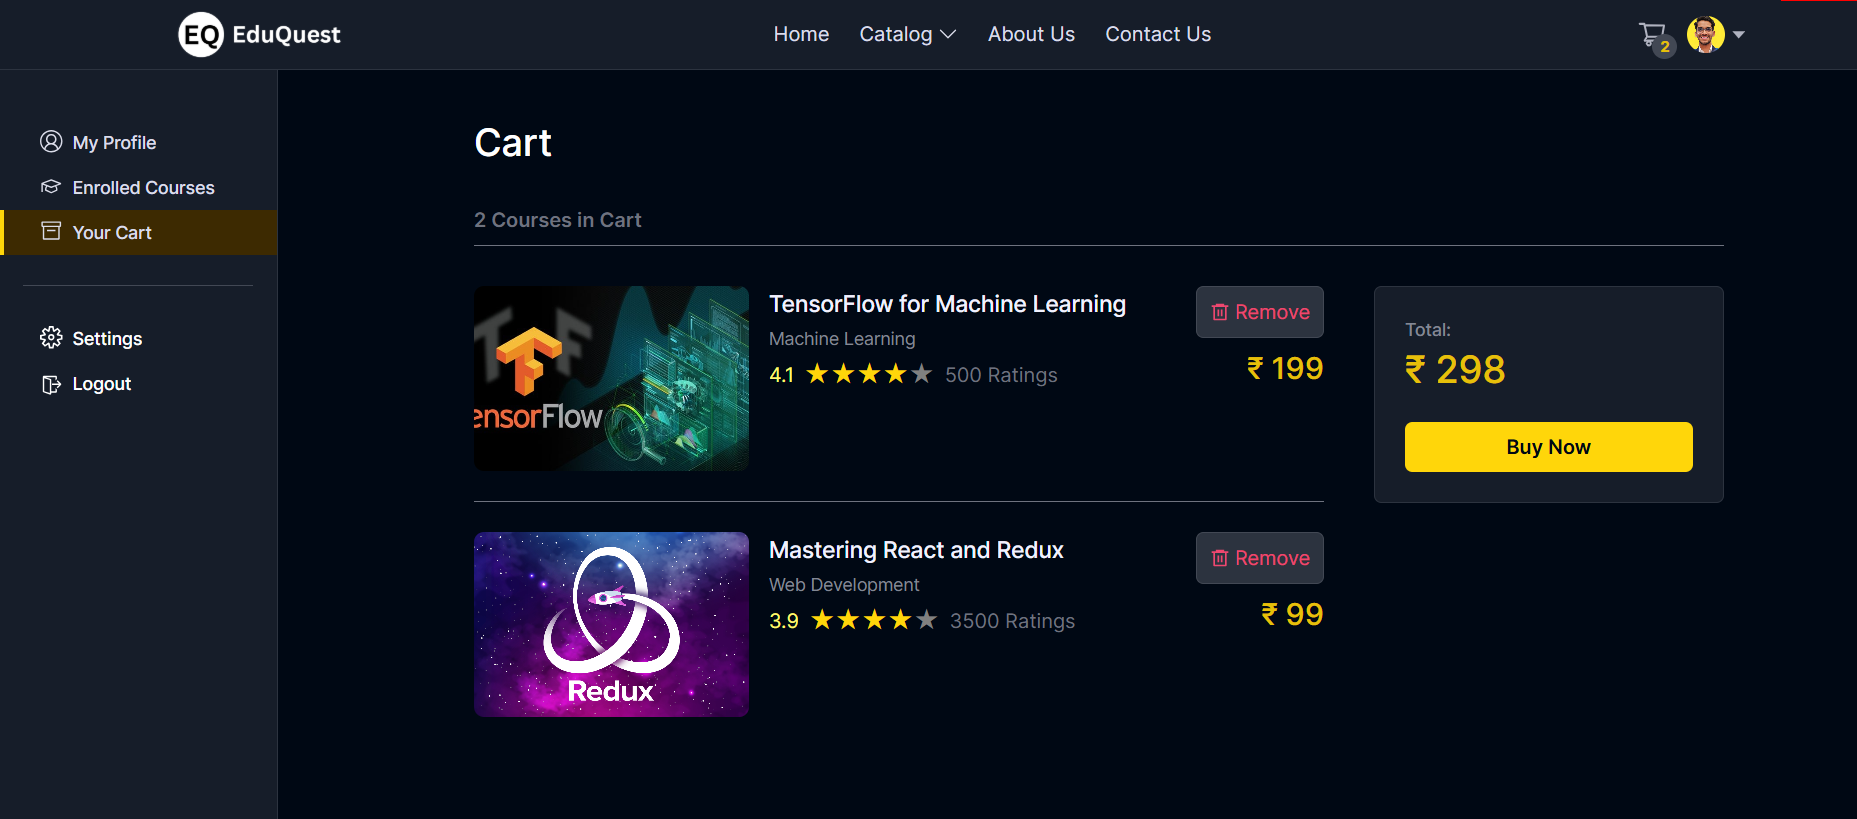 EQ EduQuest
Home Catalog About Us Contact Us
2
My Profile
Enrolled Courses
Your Cart
Settings
Logout
Cart
2 Courses in Cart
TF
ensorFlow
TensorFlow for Machine Learning
Machine Learning
4.1 500 Ratings
Remove
₹ 199
Redux
Mastering React and Redux
Web Development
3.9 3500 Ratings
Remove
₹ 99
Total:
₹ 298
Buy Now